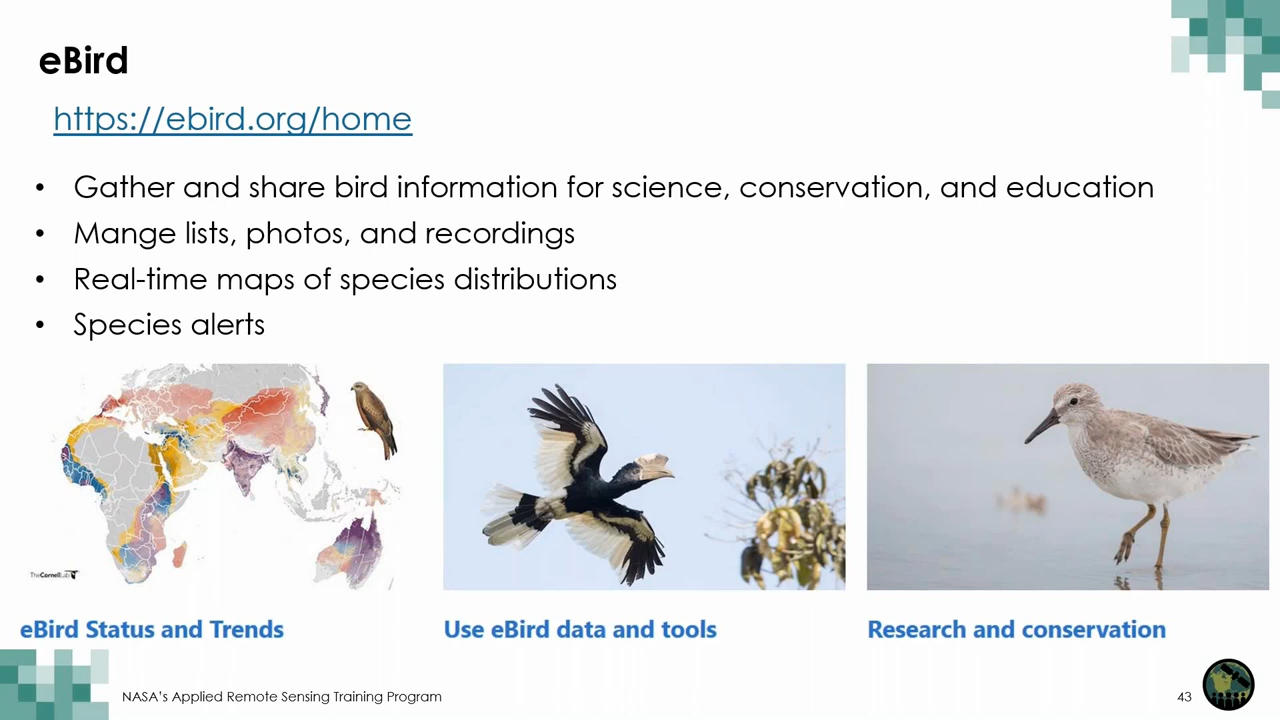 eBird
https://ebird.org/home
• Gather and share bird information for science, conservation, and education
• Mange lists, photos, and recordings
• Real-time maps of species distributions
• Species alerts
TheCornellLab
eBird Status and Trends
Use eBird data and tools
Research and conservation
NASA's Applied Remote Sensing Training Program
43